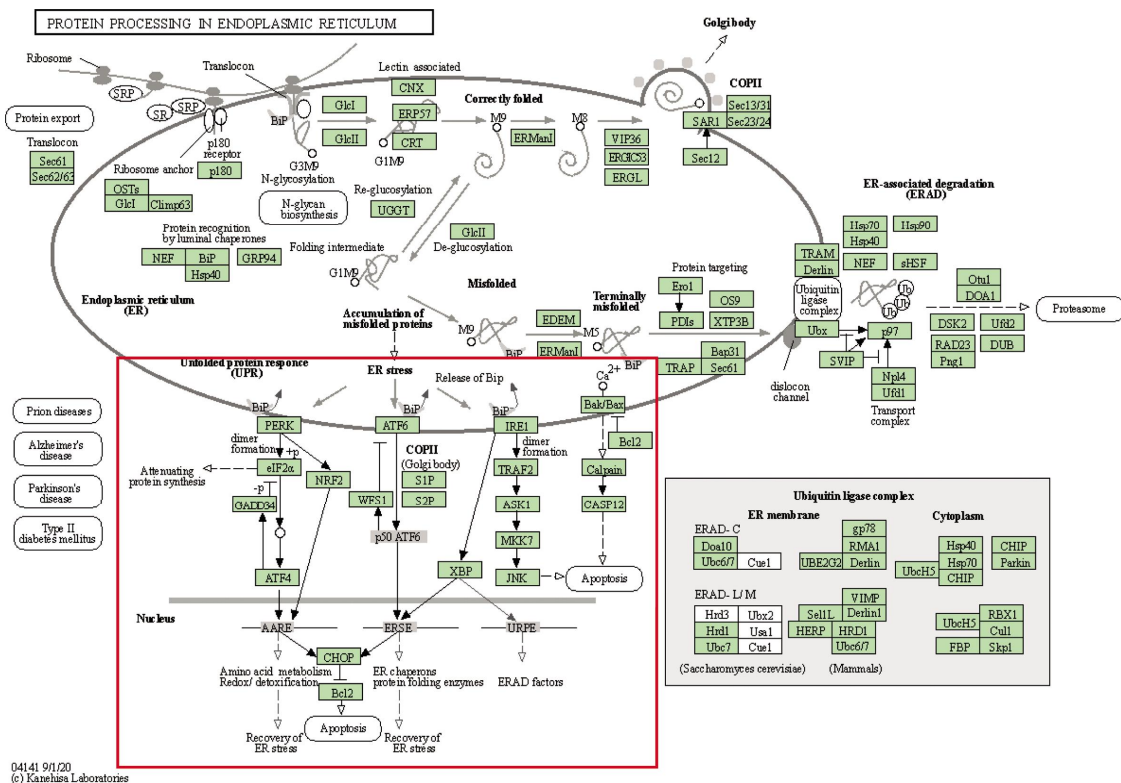 PROTEIN PROCESSING IN ENDOPLASMIC RETICULUM
Golgi body
Ribosome
Translocon
Lectin associated
CNX
Correctly folded
COPII
SRP
SR
SRP
BiP
GlcI
GlcII
ERP57
CRT
G1M9
M9
ERManI
M8
VIP36
ERGIC53
ERGL
SAR1
Sec13/31
Sec23/24
Sec12
Protein export
Translocon
Sec61
Sec62/63
p180
receptor
p180
Ribosome anchor
OSTs
GlcI
Climp63
G3M9
N-glycosylation
N-glycan
biosynthesis
Re-glucosylation
UGGT
GlcII
De-glucosylation
ER-associated degradation
(ERAD)
Hsp70
Hsp40
Hsp90
NEF
sHSF
TRAM
Derlin
Protein recognition
by luminal chaperones
NEF
BiP
Hsp40
GRP94
Folding intermediate
G1M9
Misfolded
Endoplasmic reticulum
(ER)
Accumulation of
misfolded proteins
Terminally
misfolded
Protein targeting
Ero1
PDIs
OS9
XTP3B
M9
BiP
EDEM
ERManI
M5
BiP
Bap31
TRAP
Sec61
Ubiquitin
ligase
complex
Ubx
p97
Ub
Ub
Ub
SVIP
Npl4
Ufd1
Transport
complex
dislocon
channel
Otu1
DOA1
Proteasome
DSK2
Ufd2
RAD23
Png1
DUB
Unfolded protein responce
(UPR)
ER stress
Release of Bip
Ca2+
BiP
PERK
BiP
ATF6
BiP
IRE1
Bak/Bax
Bcl2
Prion diseases
Alzheimer's
disease
Parkinson's
disease
Type II
diabetes mellitus
dimer
formation
+p
eIF2α
Attenuating
protein synthesis
-p
GADD34
NRF2
ATF4
COPII
(Golgi body)
S1P
S2P
WFS1
p50 ATF6
dimer
formation
TRAF2
ASK1
MKK7
JNK
XBP
Calpain
CASP12
Apoptosis
Nucleus
AARE
ERSE
URPE
CHOP
Bcl2
Apoptosis
Amino acid metabolism
Redox/ detoxification
ER chaperons
protein folding enzymes
ERAD factors
Recovery of
ER stress
Recovery of
ER stress
Ubiquitin ligase complex
ER membrane
Cytoplasm
ERAD- C
Doa10
Ubc6/7
Cue1
gp78
RMA1
UBE2G2
Derlin
Hsp40
Hsp70
UbcH5
CHIP
CHIP
Parkin
ERAD- L/ M
Hrd3
Ubx2
Hrd1
Usa1
Ubc7
Cue1
VIMP
Sel1L
Derlin1
HERP
HRD1
Ubc6/7
RBX1
UbcH5
Cul1
FBP
Skp1
(Saccharomyces cerevisiae)
(Mammals)
04141 9/1/20
(c) Kanehisa Laboratories